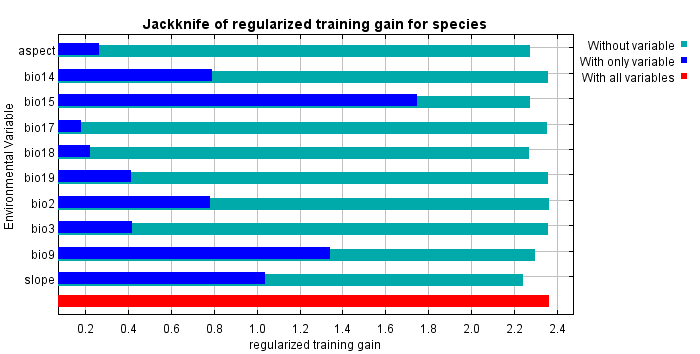 Jackknife of regularized training gain for species
Environmental Variable
aspect
bio14
bio15
bio17
bio18
bio19
bio2
bio3
bio9
slope
0.2 0.4 0.6 0.8 1.0 1.2 1.4 1.6 1.8 2.0 2.2 2.4
regularized training gain
Without variable
With only variable
With all variables